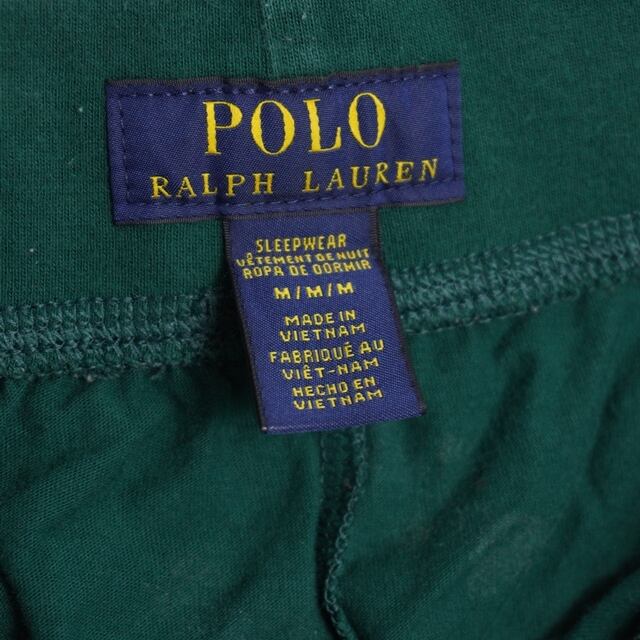 POLO
RALPH LAUREN
SLEEPWEAR
VÊTEMENT DE NUIT
ROPA DE DORMIR
M/M/M
MADE IN
VIETNAM
FABRIQUÉ AU
VIÊT-NAM
HECHO EN
VIETNAM